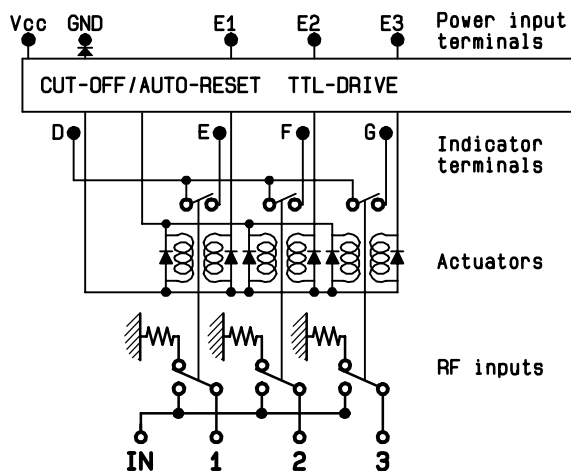 Vcc GND E1 E2 E3 Power input
terminals
CUT-OFF/AUTO-RESET TTL-DRIVE
D E F G Indicator
terminals
Actuators
RF inputs
IN 1 2 3